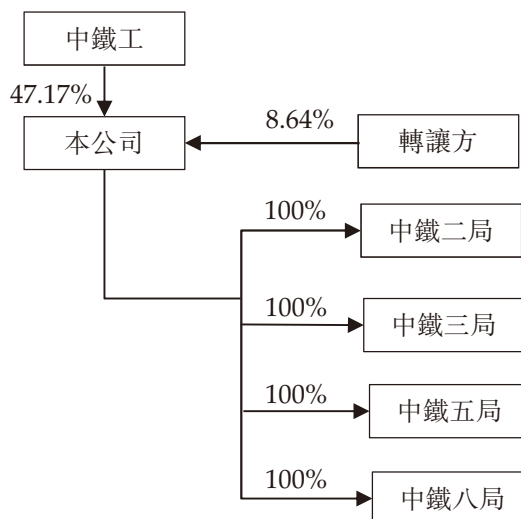 中鐵工
47.17%
8.64%
本公司
轉讓方
100%
中鐵二局
100%
中鐵三局
100%
中鐵五局
100%
中鐵八局